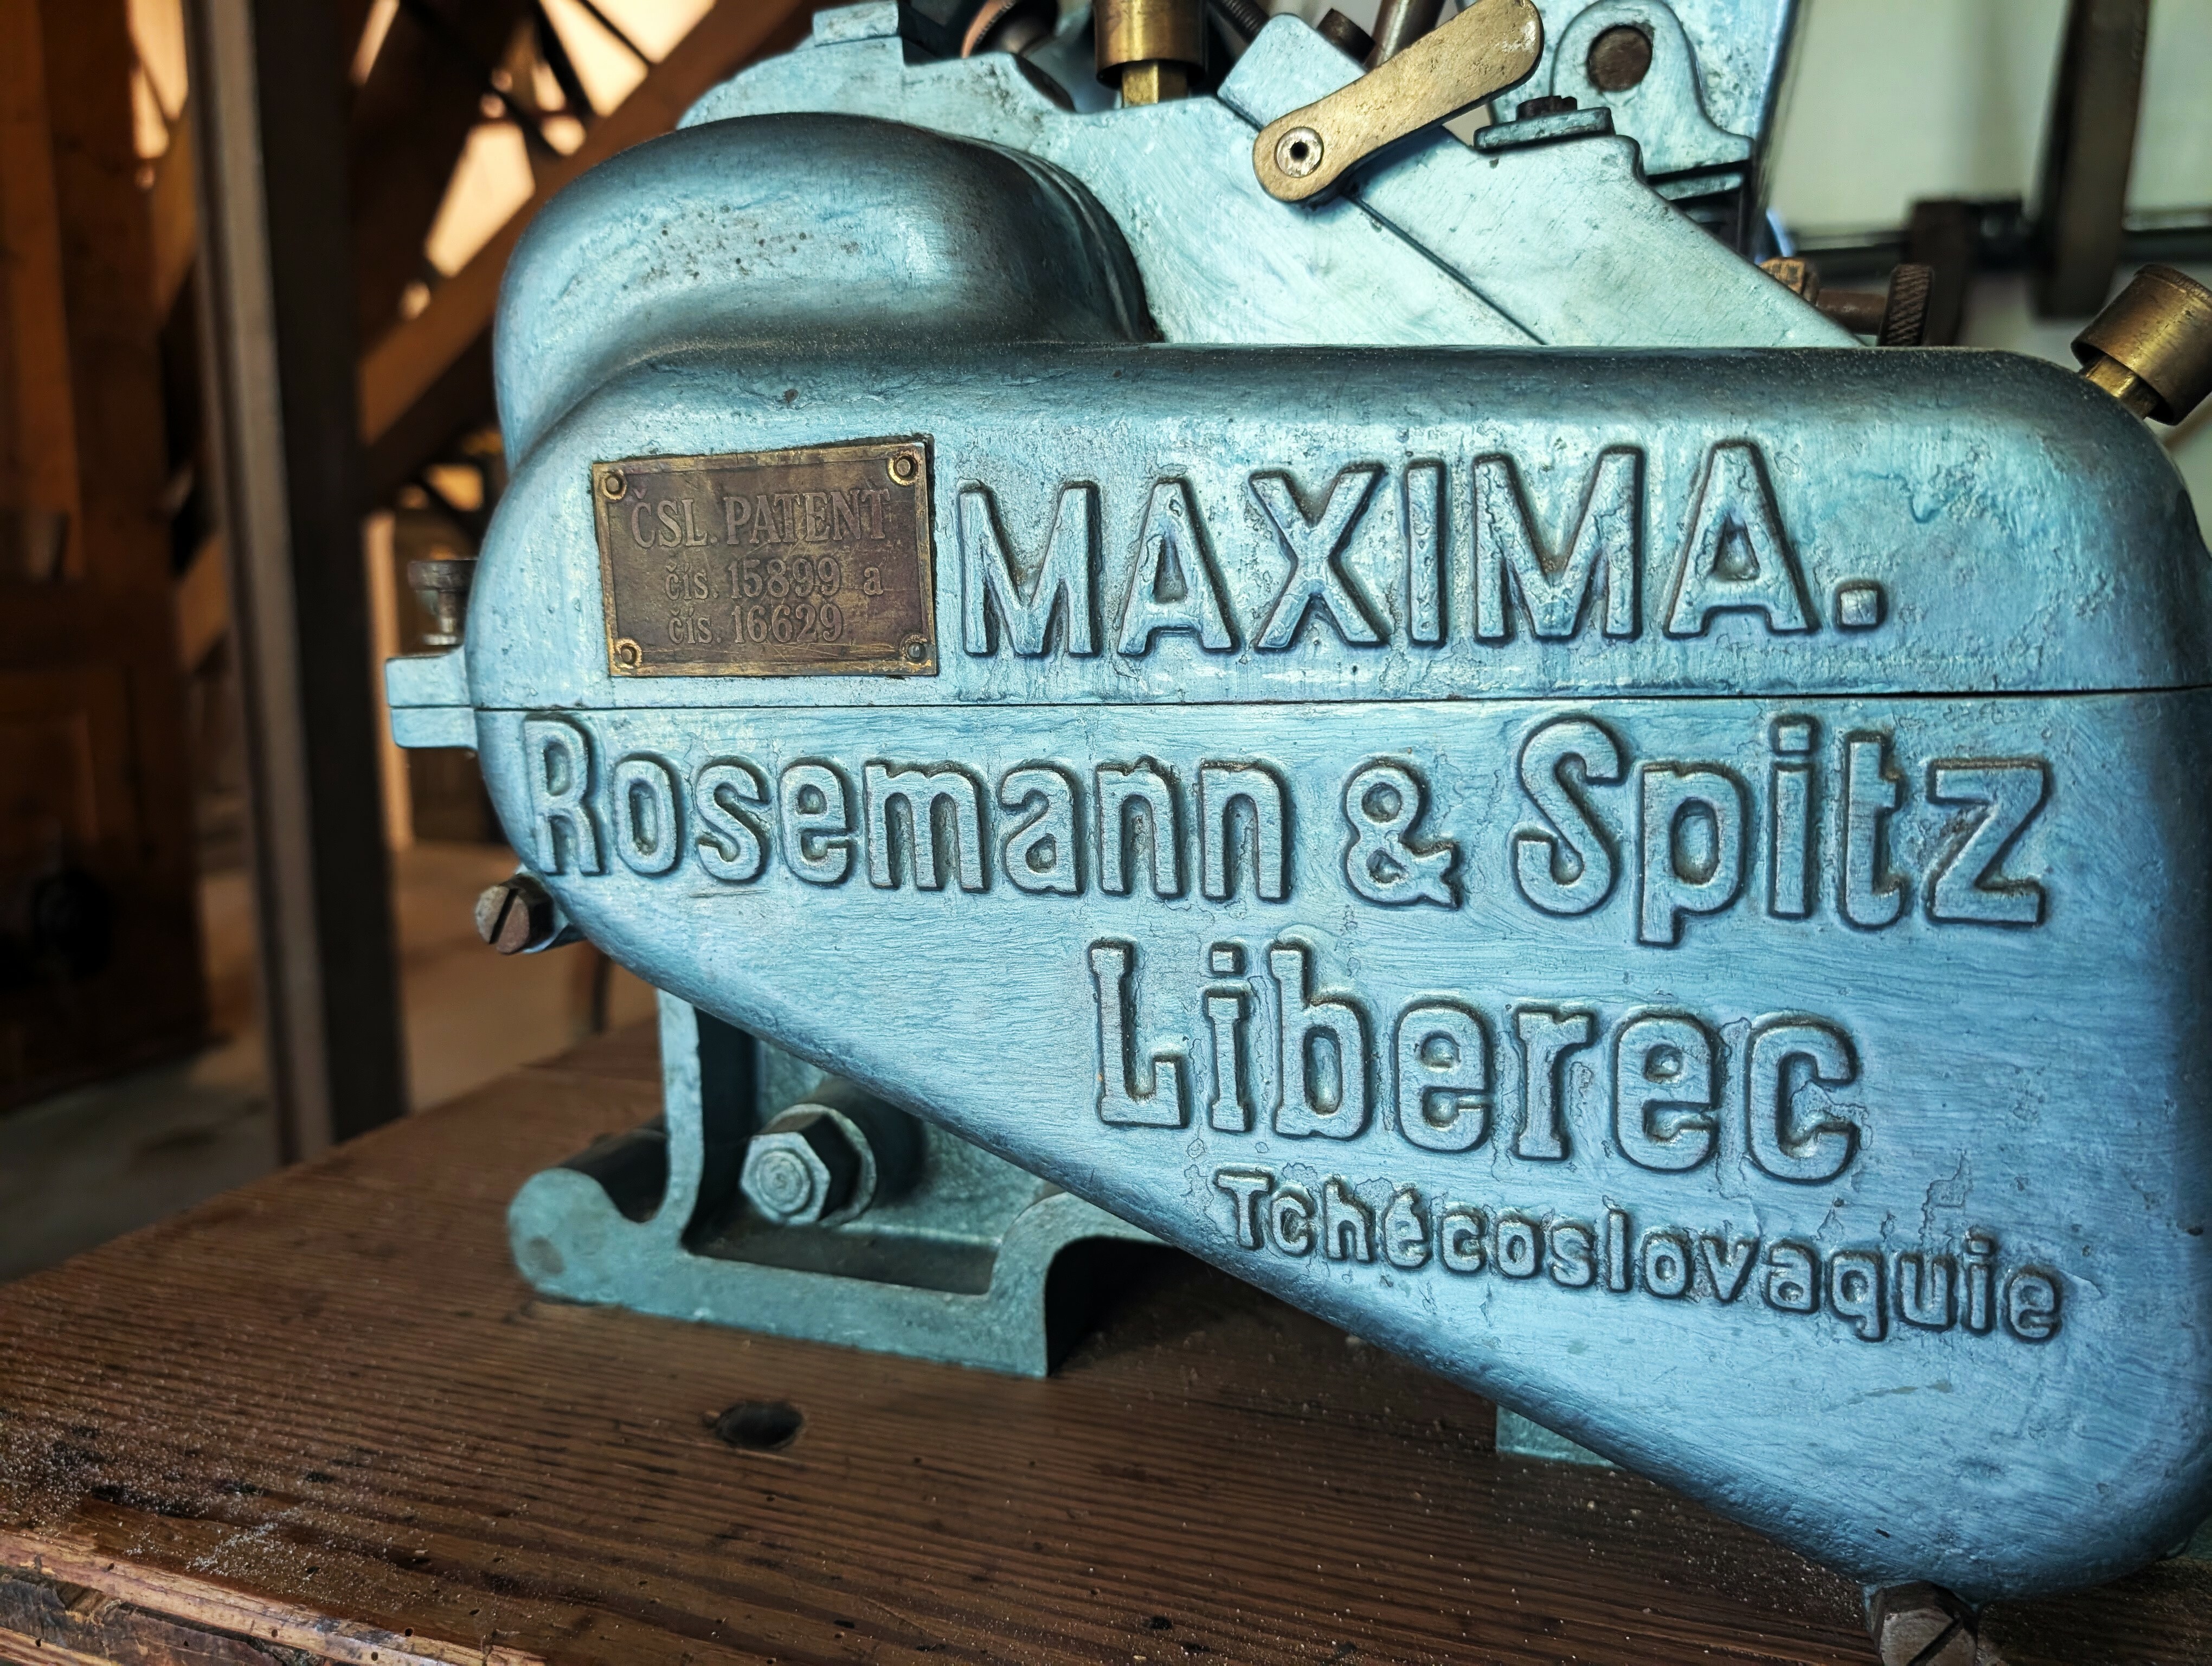 ČSL. PATENT
čís. 15899 a
čís. 16629
MAXIMA.
Rosemann & Spitz
Liberec
Tchécoslovaquie